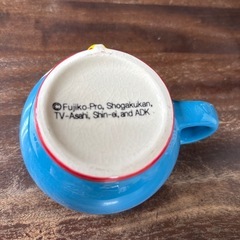 ©Fujiko-Pro, Shogakukan,
TV-Asahi, Shin-ei, and ADK